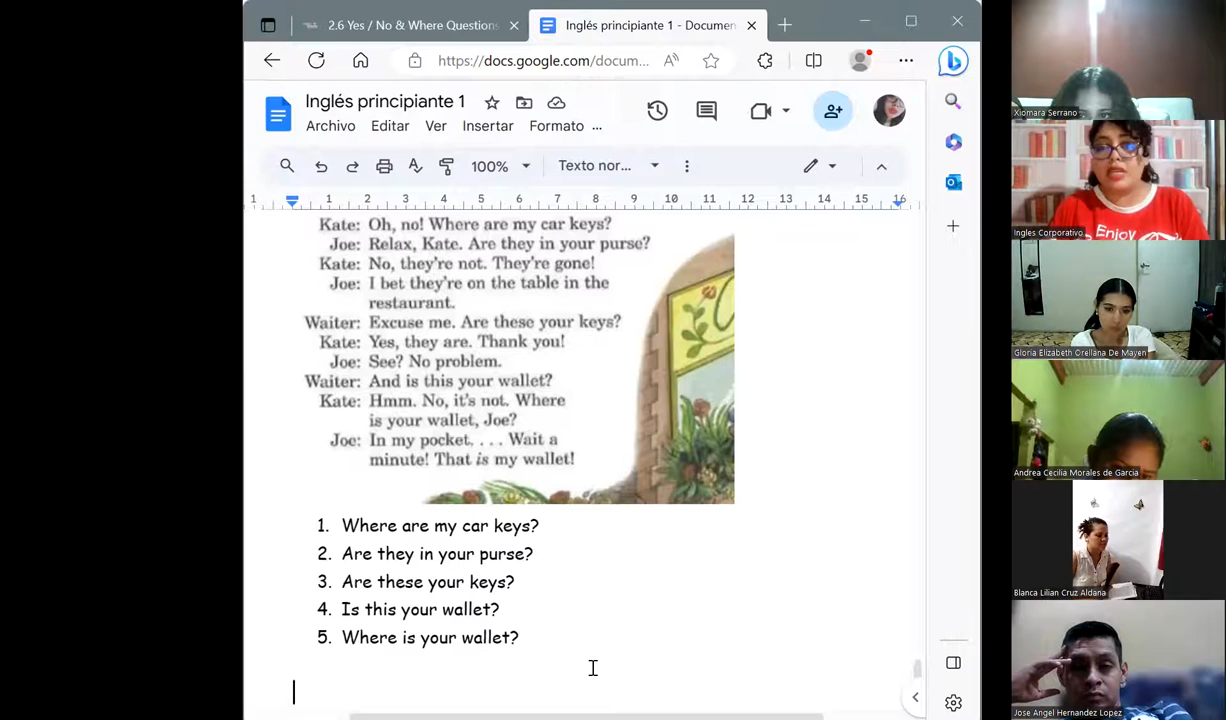 2.6 Yes / No & Where Questions
Inglés principiante 1 - Documen
https://docs.google.com/docum...
Inglés principiante 1
Archivo Editar Ver Insertar Formato ...
100% Texto nor...
1 1 2 3 4 5 6 7 8 9 10 11 12 13 14 15 16
Kate: Oh, no! Where are my car keys?
Joe: Relax, Kate. Are they in your purse?
Kate: No, they're not. They're gone!
Joe: I bet they're on the table in the
restaurant.
Waiter: Excuse me. Are these your keys?
Kate: Yes, they are. Thank you!
Joe: See? No problem.
Waiter: And is this your wallet?
Kate: Hmm. No, it's not. Where
is your wallet, Joe?
Joe: In my pocket. . . . Wait a
minute! That is my wallet!
1. Where are my car keys?
2. Are they in your purse?
3. Are these your keys?
4. Is this your wallet?
5. Where is your wallet?
Xiomara Serrano
Enjoy
Ingles Corporativo
Gloria Elizabeth Orellana De Mayen
Andrea Cecilia Morales de Garcia
Blanca Lilian Cruz Aldana
Jose Angel Hernandez Lopez